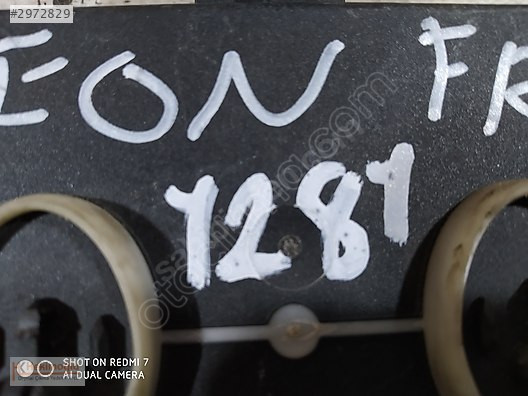 #2972829
EON FR
1281
SHOT ON REDMI 7
AI DUAL CAMERA